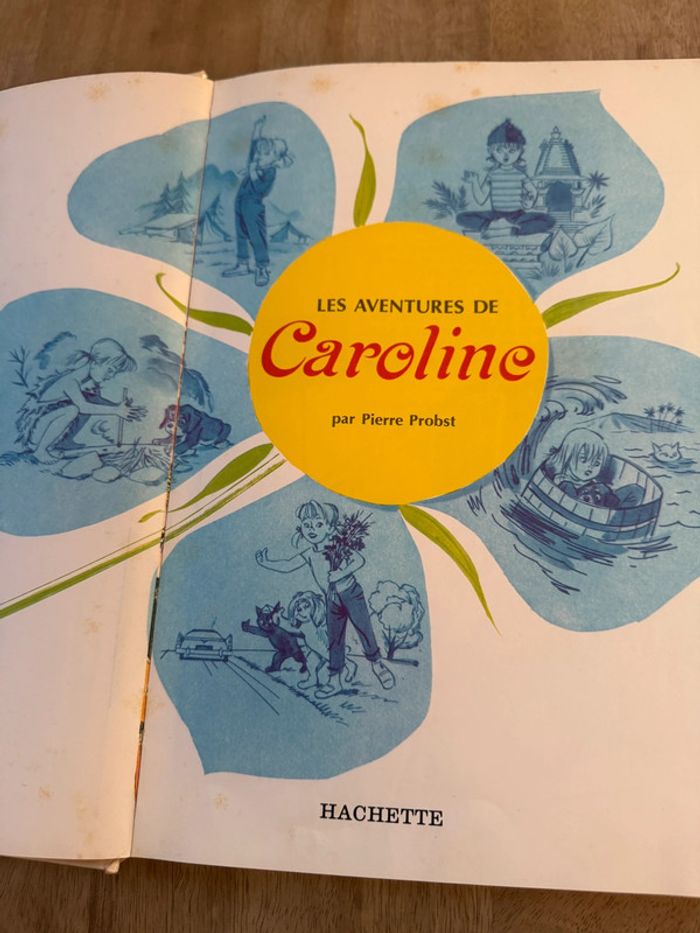 LES AVENTURES DE
Caroline
par Pierre Probst
HACHETTE